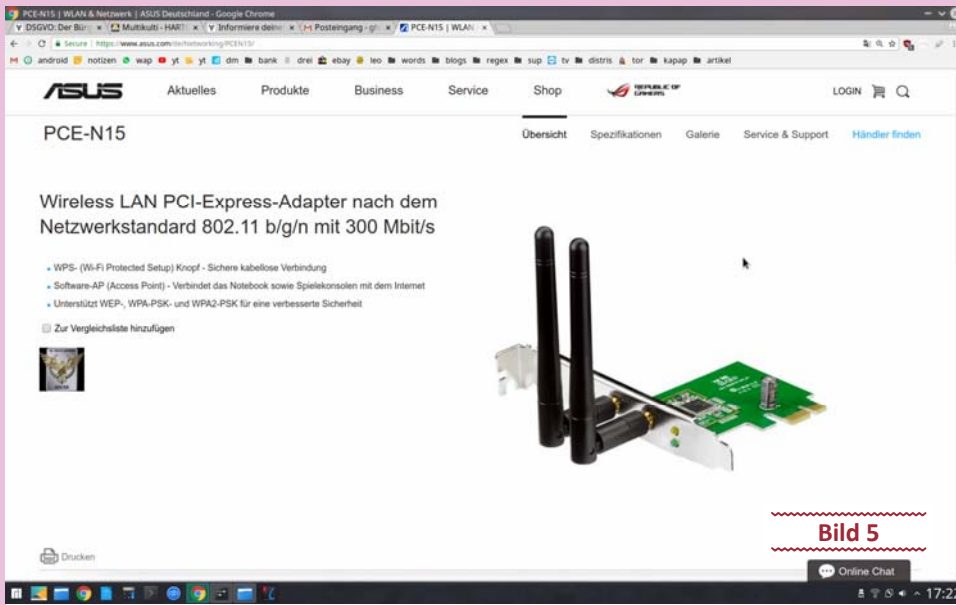 PCE-N15 | WLAN & Netzwerk | ASUS Deutschland - Google Chrome
DSGVO: Der Bür
Multikulti - HART
Informiere deine
Posteingang - g
PCE-N15 | WLAN
Secure | https://www.asus.com/de/Networking/PCEN15/
android notizen wap yt yt dm bank drei ebay leo words blogs regex sup tv distris tor kapap artikel
ASUS Aktuelles Produkte Business Service Shop REPUBLIC OF GAMERS LOGIN
PCE-N15 Übersicht Spezifikationen Galerie Service & Support Händler finden
Wireless LAN PCI-Express-Adapter nach dem
Netzwerkstandard 802.11 b/g/n mit 300 Mbit/s
WPS- (Wi-Fi Protected Setup) Knopf - Sichere kabellose Verbindung
Software-AP (Access Point) - Verbindet das Notebook sowie Spielekonsolen mit dem Internet
Unterstützt WEP-, WPA-PSK- und WPA2-PSK für eine verbesserte Sicherheit
Zur Vergleichsliste hinzufügen
Bild 5
Drucken
Online Chat
17:22